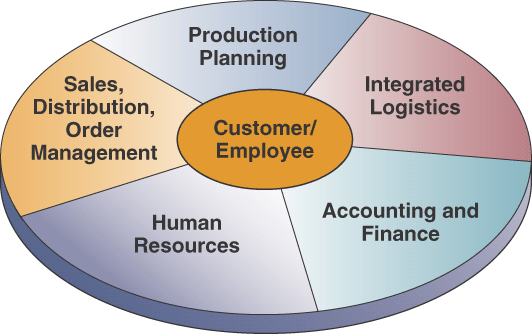 Production
Planning
Integrated
Logistics
Accounting and
Finance
Human
Resources
Sales,
Distribution,
Order
Management
Customer/
Employee